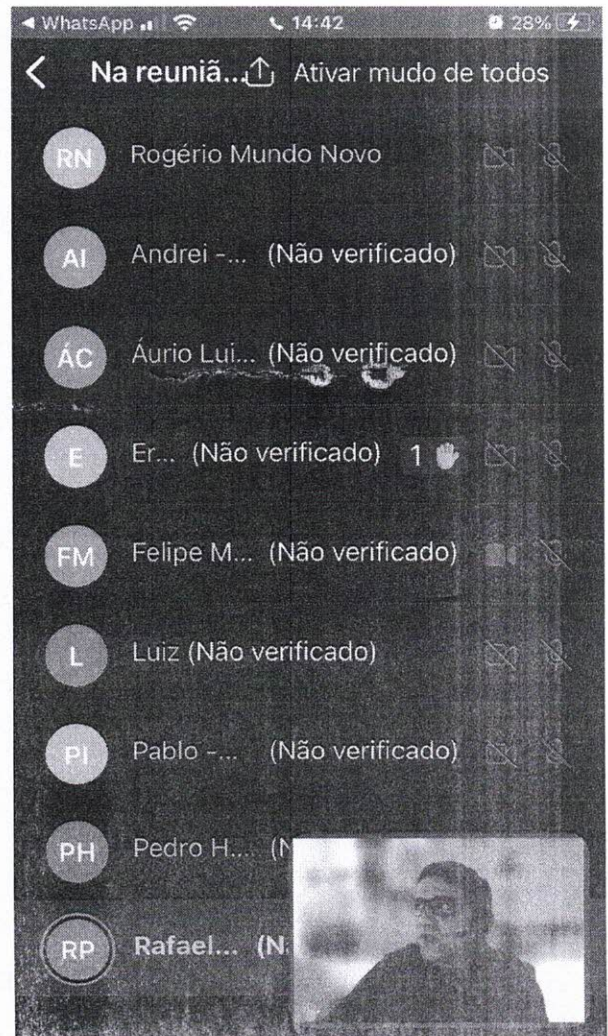 WhatsApp 14:42 28%
Na reuniã... Ativar mudo de todos
RN Rogério Mundo Novo
AI Andrei -... (Não verificado)
ÁC Áurio Lui... (Não verificado)
E Er... (Não verificado) 1
FM Felipe M... (Não verificado)
L Luiz (Não verificado)
PI Pablo -... (Não verificado)
PH Pedro H.... (N
RP Rafael... (N